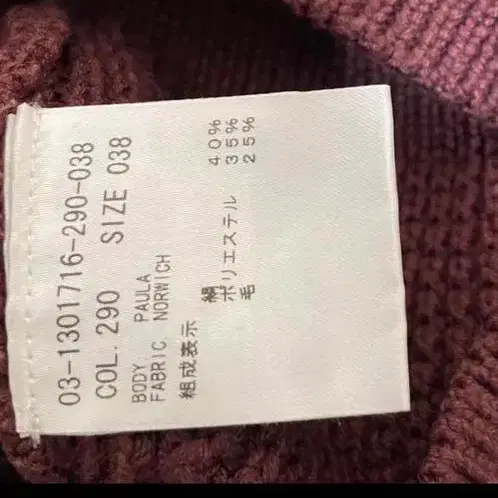 03-1301716-290-038
COL. 290 SIZE 038
BODY PAULA
FABRIC NORWICH
組成表示
絹 40%
ポリエステル 35%
毛 25%